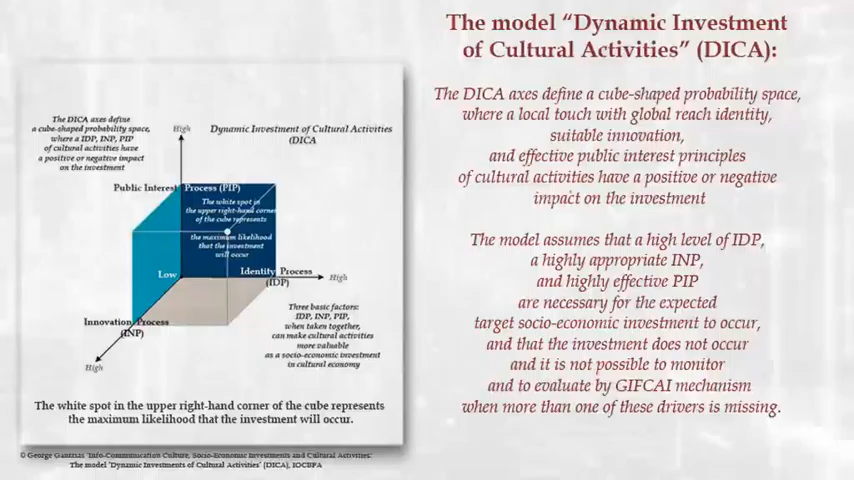 The model “Dynamic Investment
of Cultural Activities” (DICA):
The DICA axes define a cube-shaped probability space,
where a local touch with global reach identity,
suitable innovation,
and effective public interest principles
of cultural activities have a positive or negative
impact on the investment
The model assumes that a high level of IDP,
a highly appropriate INP,
and highly effective PIP
are necessary for the expected
target socio-economic investment to occur,
and that the investment does not occur
and it is not possible to monitor
and to evaluate by GIFCAI mechanism
when more than one of these drivers is missing.
The DICA axes define
a cube-shaped probability space,
where a IDP, INP, PIP
of cultural activities have
a positive or negative impact
on the investment
High
Dynamic Investment of Cultural Activities
(DICA
Public Interest Process (PIP)
The white spot in
the upper right-hand corner
of the cube represents
the maximum likelihood
that the investment
will occur
Low
Identity Process
(IDP)
High
Innovation Process
(INP)
High
Three basic factors:
IDP, INP, PIP,
when taken together,
can make cultural activities
more valuable
as a socio-economic investment
in cultural economy
The white spot in the upper right-hand corner of the cube represents
the maximum likelihood that the investment will occur.
© George Gantzias 'Info-Communication Culture, Socio-Economic Investments and Cultural Activities:
The model 'Dynamic Investments of Cultural Activities' (DICA), IOCBPA